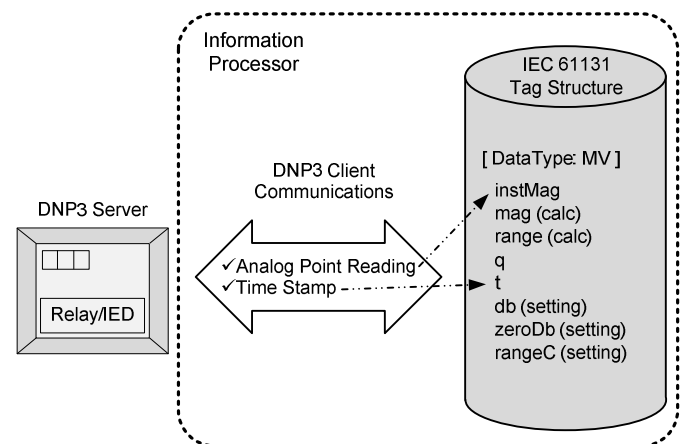 Information
Processor
IEC 61131
Tag Structure
[ DataType: MV ]
instMag
mag (calc)
range (calc)
q
t
db (setting)
zeroDb (setting)
rangeC (setting)
DNP3 Client
Communications
✓Analog Point Reading
✓Time Stamp
DNP3 Server
Relay/IED